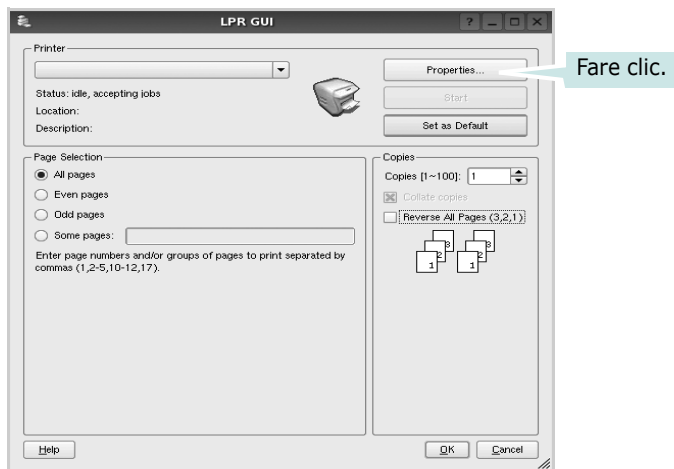 LPR GUI
Printer
Properties...
Fare clic.
Status: idle, accepting jobs
Start
Location:
Description:
Set as Default
Page Selection
Copies
All pages
Copies [1~100]: 1
Even pages
Collate copies
Odd pages
Reverse All Pages (3,2,1)
Some pages:
Enter page numbers and/or groups of pages to print separated by
commas (1,2-5,10-12,17).
3 3
2 2
1 1
Help
OK
Cancel